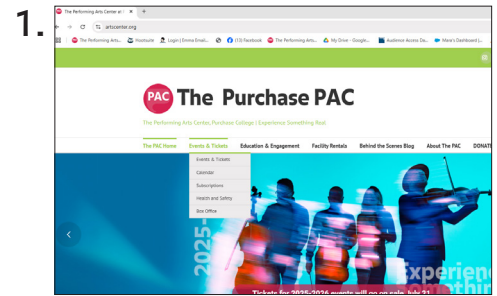 1.
The Performing Arts Center at
artscenter.org
The Performing Arts... Hootsuite Login | Emma Email... (13) Facebook The Performing Arts... My Drive - Google... Audience Access Da...
PAC The Purchase PAC
The Performing Arts Center, Purchase College | Experience Something Real
The PAC Home Events & Tickets Education & Engagement Facility Rentals Behind the Scenes Blog About The PAC DONAT
Events & Tickets
Calendar
Subscriptions
Health and Safety
Box Office
2025-
Experien
somethin
Tickets for 2025-2026 events will go on sale July 21